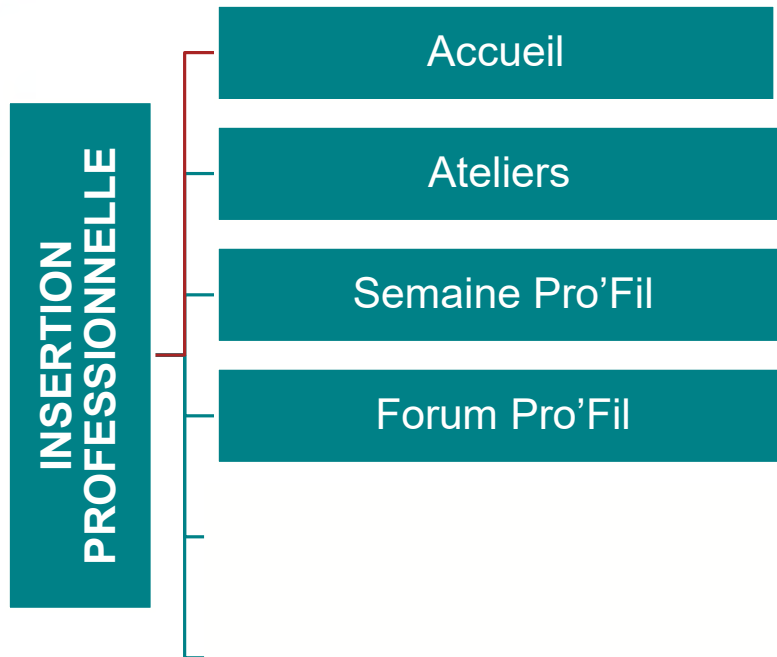 INSERTION
PROFESSIONNELLE
Accueil
Ateliers
Semaine Pro’Fil
Forum Pro’Fil